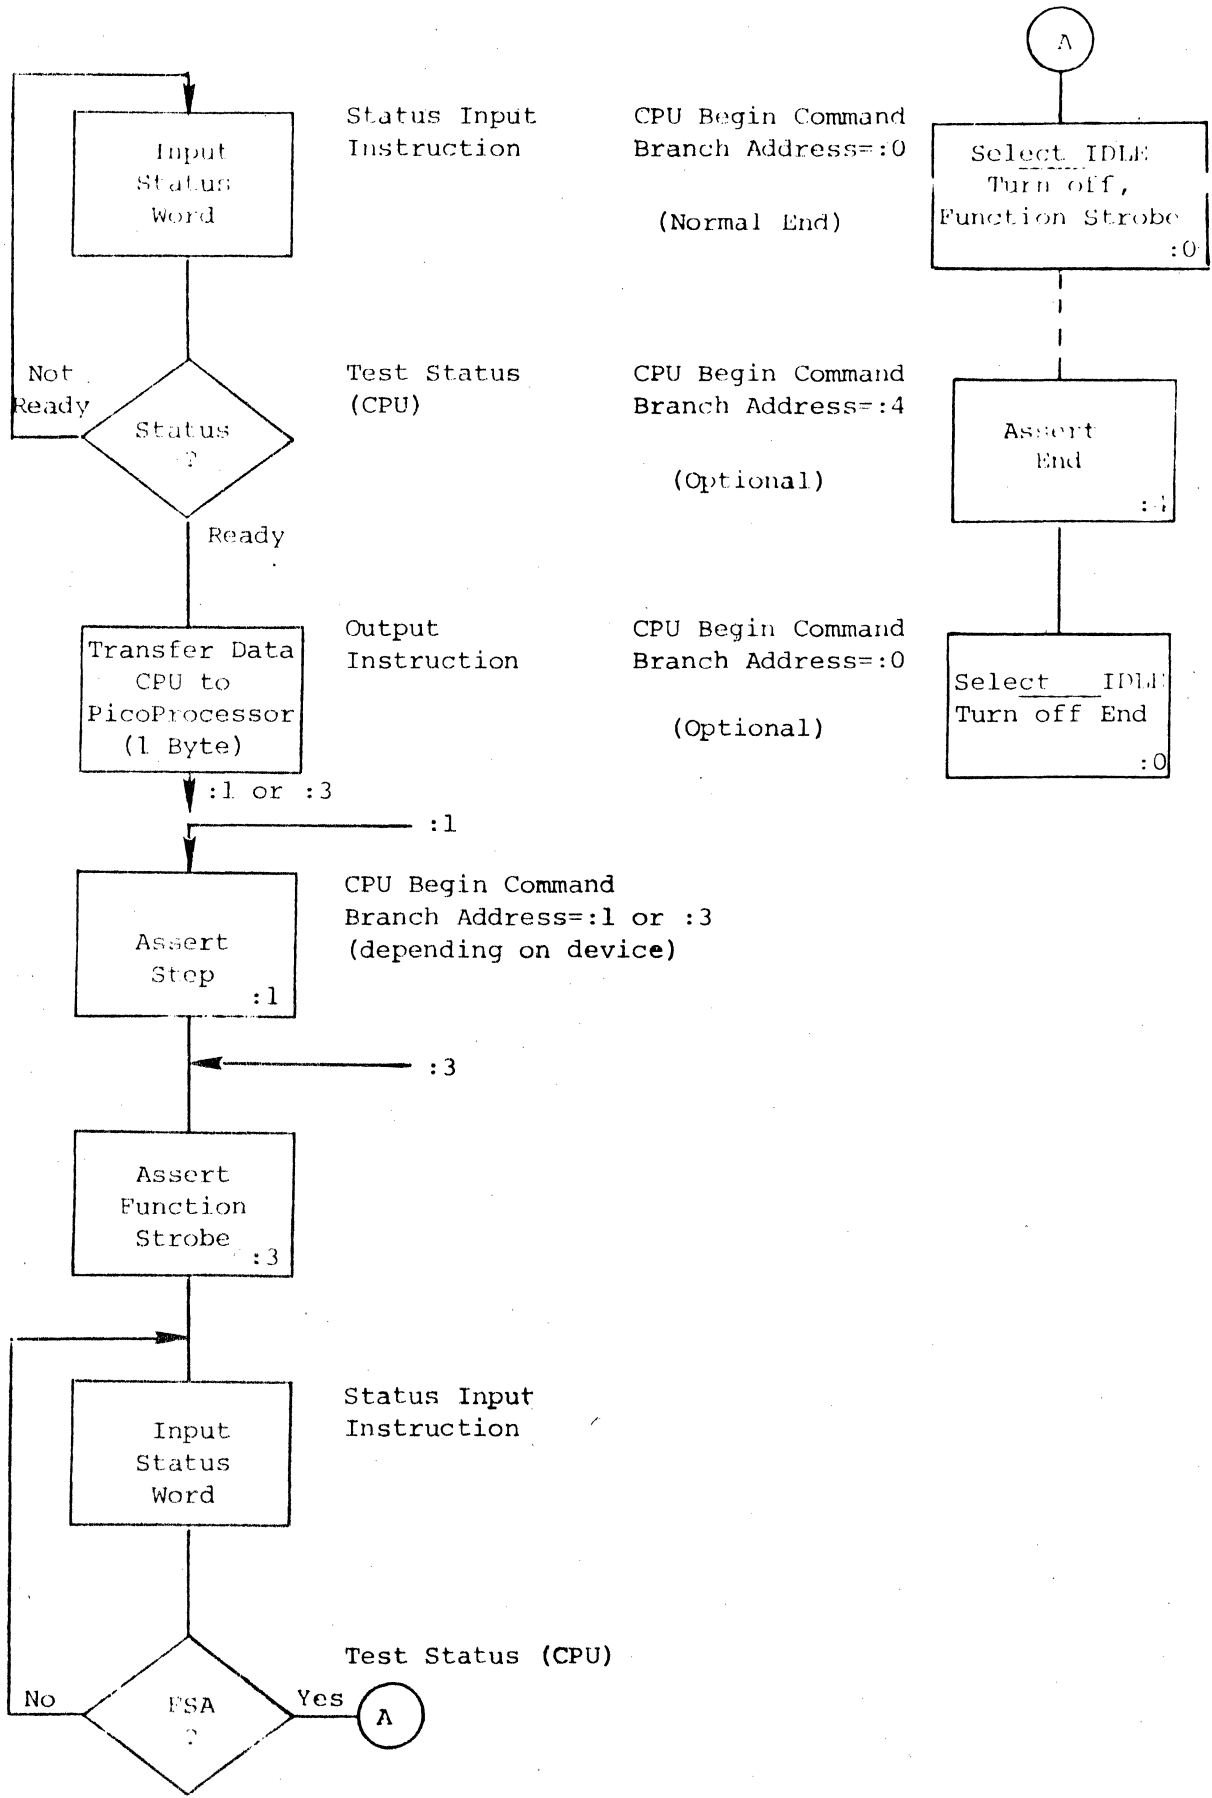 Input
Status
Word
Status Input
Instruction
Not
Ready
Status
?
Test Status
(CPU)
Ready
Transfer Data
CPU to
PicoProcessor
(1 Byte)
Output
Instruction
:1 or :3
:1
Assert
Stop
:1
CPU Begin Command
Branch Address=:1 or :3
(depending on device)
:3
Assert
Function
Strobe
:3
Input
Status
Word
Status Input
Instruction
FSA
?
No
Yes
A
Test Status (CPU)
A
CPU Begin Command
Branch Address=:0
(Normal End)
Select IDLE
Turn off,
Function Strobe
:0
CPU Begin Command
Branch Address=:4
(Optional)
Assert
End
:4
CPU Begin Command
Branch Address=:0
(Optional)
Select IDLE
Turn off End
:0